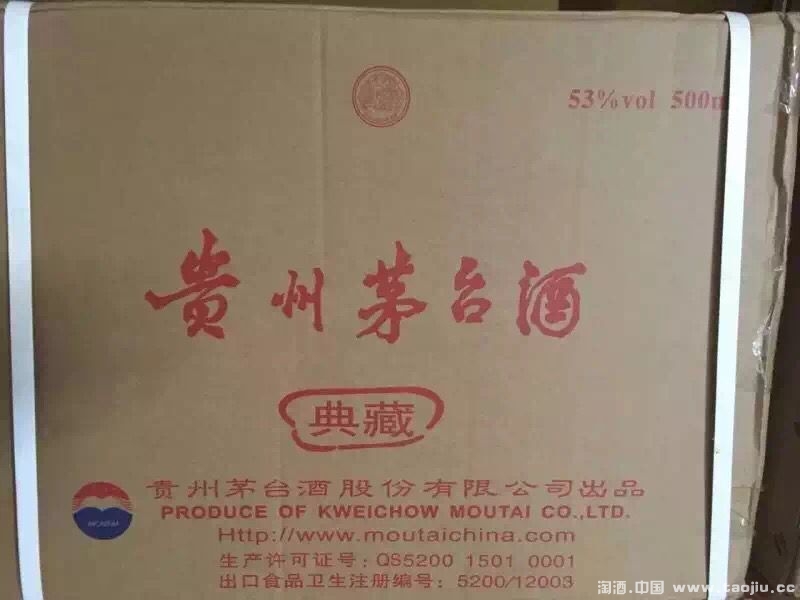 53%vol 500m
贵州茅台酒
典藏
贵州茅台酒股份有限公司出品
PRODUCE OF KWEICHOW MOUTAI CO.,LTD.
Http://www.moutaichina.com
生产许可证号: QS5200 1501 0001
出口食品卫生注册编号: 5200/12003
淘酒.中国 www.taojiu.cc